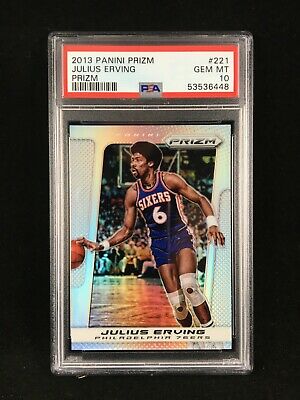 2013 PANINI PRIZM #221
JULIUS ERVING GEM MT
PRIZM PSA 10
53536448
PANINI
PRIZM
SIXERS
6
JULIUS ERVING
PHILADELPHIA 76ERS